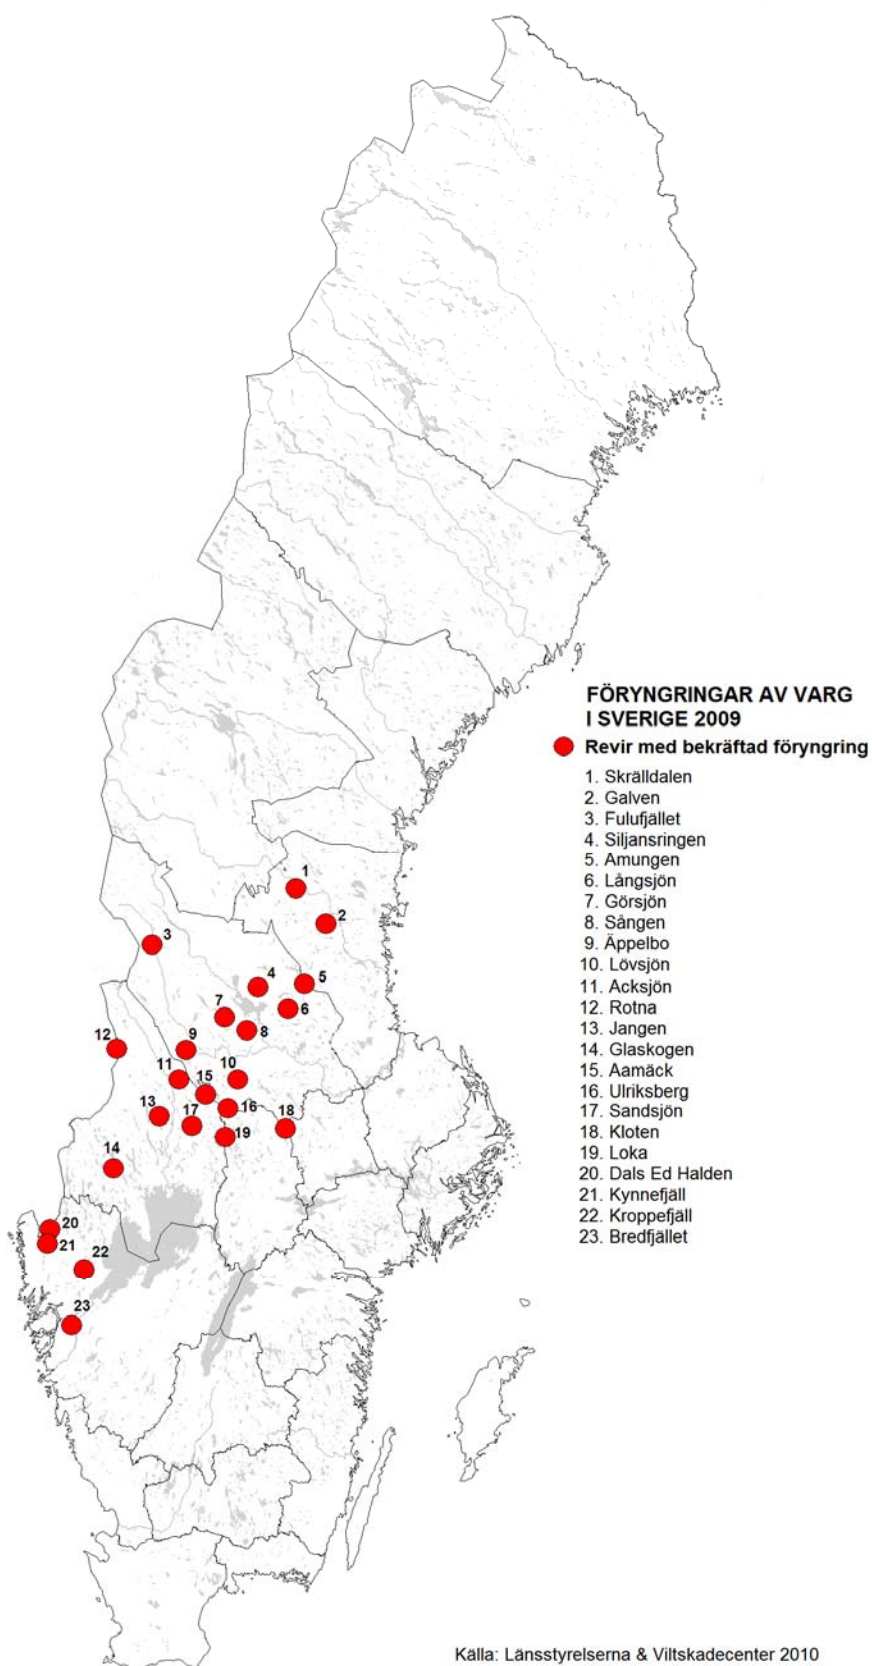 FÖRYNGRINGAR AV VARG
I SVERIGE 2009
Revir med bekräftad föryngring
1. Skrälldalen
2. Galven
3. Fulufjället
4. Siljansringen
5. Amungen
6. Långsjön
7. Görsjön
8. Sången
9. Äppelbo
10. Lövsjön
11. Acksjön
12. Rotna
13. Jangen
14. Glaskogen
15. Aamäck
16. Ulriksberg
17. Sandsjön
18. Kloten
19. Loka
20. Dals Ed Halden
21. Kynnefjäll
22. Kroppefjäll
23. Bredfjället
1
2
3
4
5
6
7
8
9
12
10
11
15
16
13
17
18
19
14
20
21
22
23
Källa: Länsstyrelserna & Viltskadecenter 2010